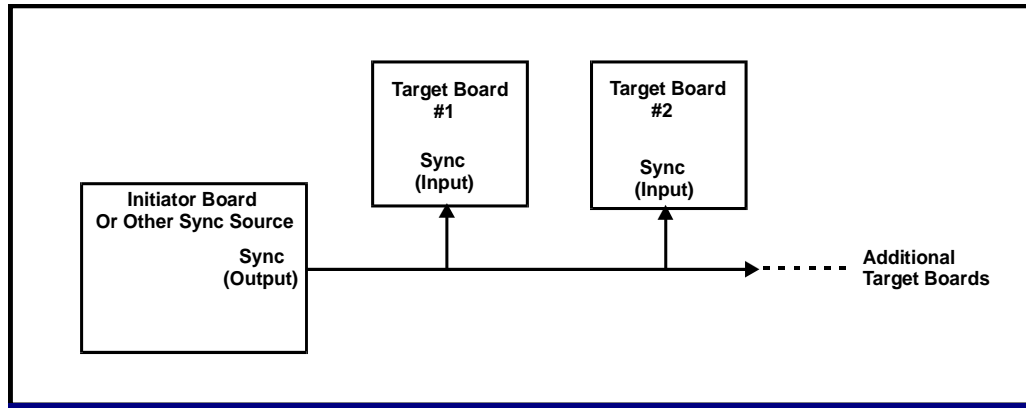 Target Board
#1
Sync
(Input)
Target Board
#2
Sync
(Input)
Initiator Board
Or Other Sync Source
Sync
(Output)
Additional
Target Boards